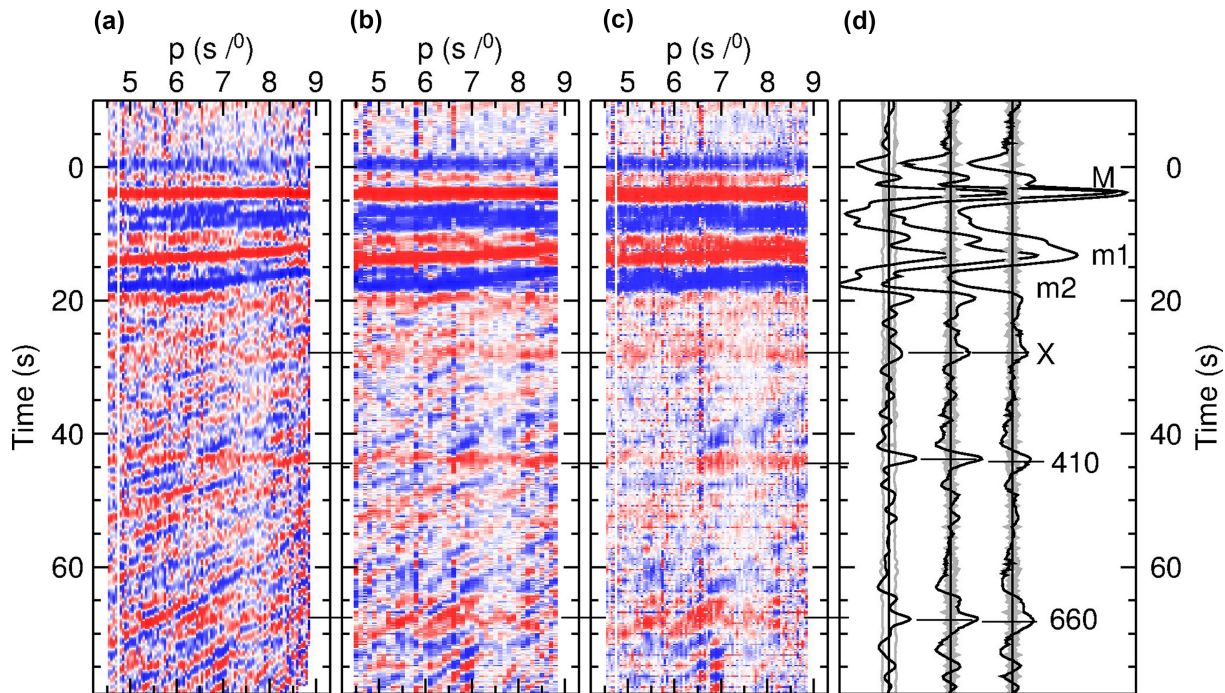 (a) (b) (c) (d)
p (s /⁰) p (s /⁰) p (s /⁰)
5 6 7 8 9 5 6 7 8 9 5 6 7 8 9
0 0
M
m1
m2
20 20
X
Time (s) Time (s)
40 40
410
60 60
660